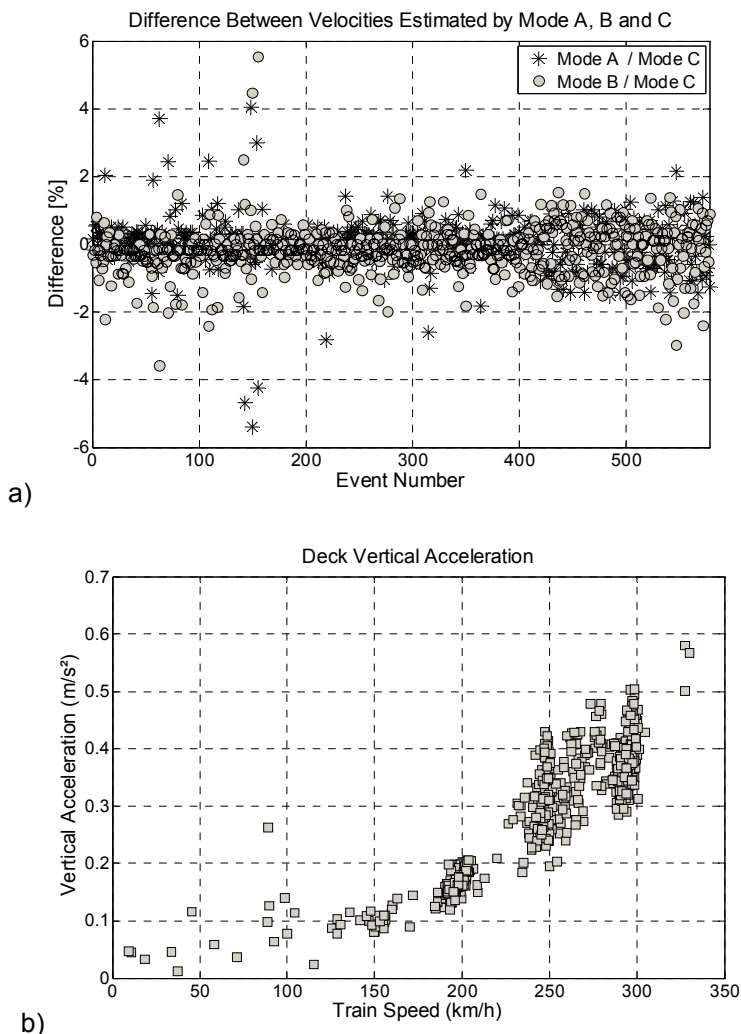 Difference Between Velocities Estimated by Mode A, B and C
6
4
2
0
-2
-4
-6
Difference [%]
Mode A / Mode C
Mode B / Mode C
0 100 200 300 400 500
Event Number
a)
Deck Vertical Acceleration
0.7
0.6
0.5
0.4
0.3
0.2
0.1
0
Vertical Acceleration (m/s²)
0 50 100 150 200 250 300 350
Train Speed (km/h)
b)